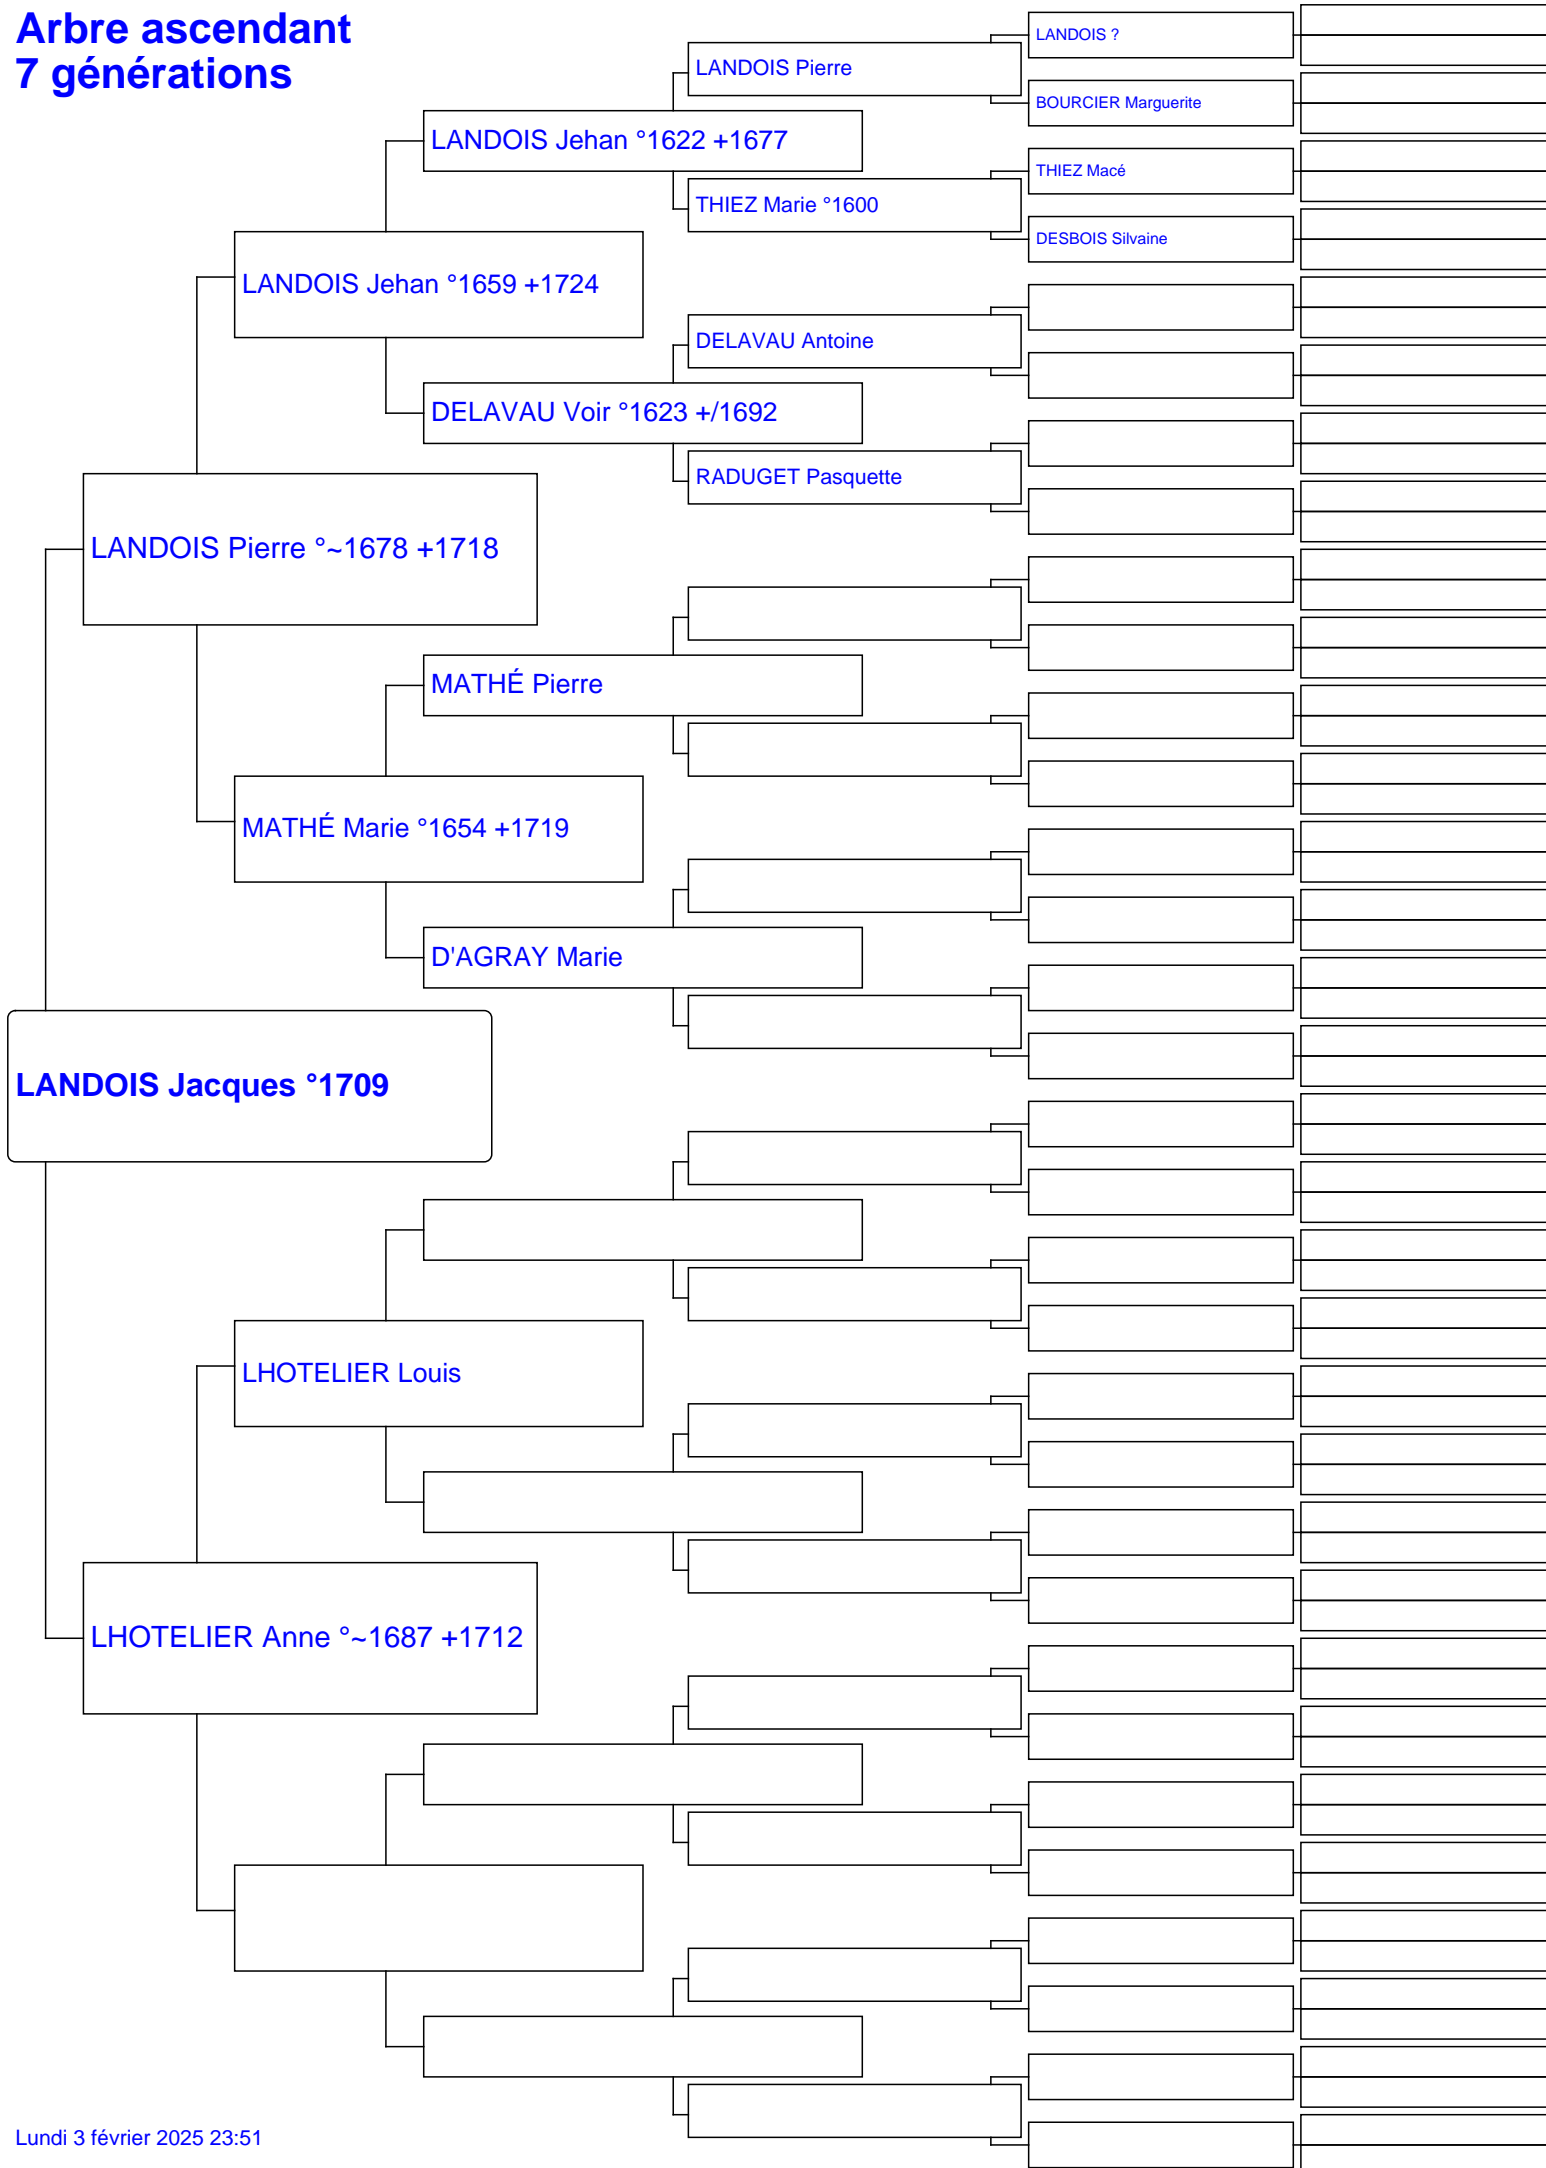 Arbre ascendant
7 générations
LANDOIS ?
LANDOIS Pierre
BOURCIER Marguerite
LANDOIS Jehan °1622 +1677
THIEZ Macé
THIEZ Marie °1600
DESBOIS Silvaine
LANDOIS Jehan °1659 +1724
DELAVAU Antoine
DELAVAU Voir °1623 +/1692
RADUGET Pasquette
LANDOIS Pierre °~1678 +1718
MATHÉ Pierre
MATHÉ Marie °1654 +1719
D'AGRAY Marie
LANDOIS Jacques °1709
LHOTELIER Louis
LHOTELIER Anne °~1687 +1712
Lundi 3 février 2025 23:51